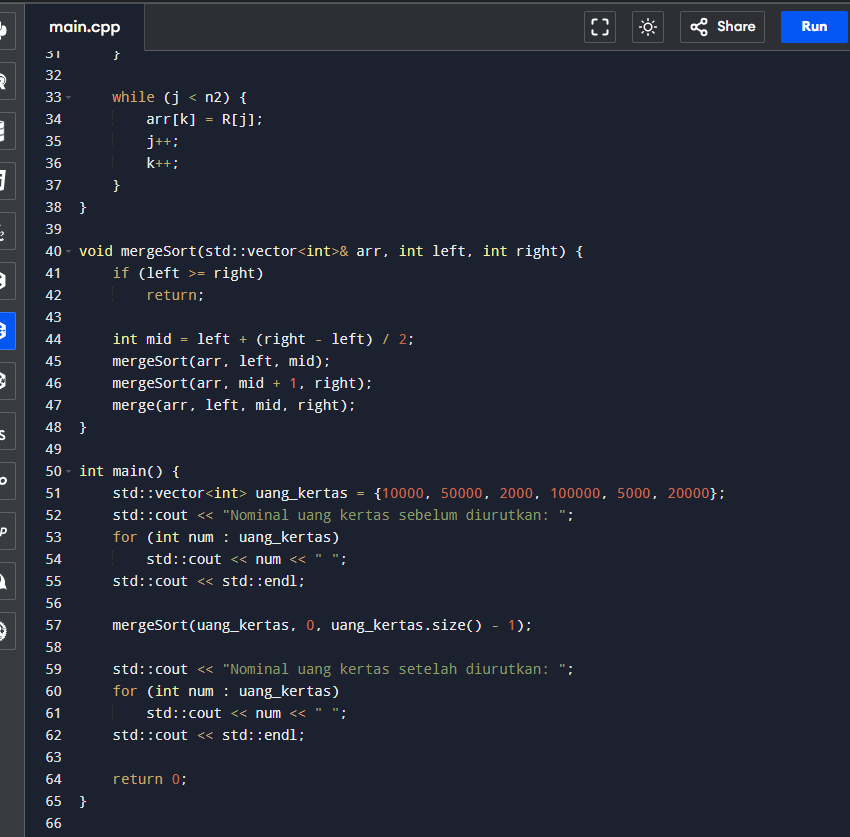 main.cpp
Share
Run
31 }
32
33 while (j < n2) {
34 arr[k] = R[j];
35 j++;
36 k++;
37 }
38 }
39
40 void mergeSort(std::vector<int>& arr, int left, int right) {
41 if (left >= right)
42 return;
43
44 int mid = left + (right - left) / 2;
45 mergeSort(arr, left, mid);
46 mergeSort(arr, mid + 1, right);
47 merge(arr, left, mid, right);
48 }
49
50 int main() {
51 std::vector<int> uang_kertas = {10000, 50000, 2000, 100000, 5000, 20000};
52 std::cout << "Nominal uang kertas sebelum diurutkan: ";
53 for (int num : uang_kertas)
54 std::cout << num << " ";
55 std::cout << std::endl;
56
57 mergeSort(uang_kertas, 0, uang_kertas.size() - 1);
58
59 std::cout << "Nominal uang kertas setelah diurutkan: ";
60 for (int num : uang_kertas)
61 std::cout << num << " ";
62 std::cout << std::endl;
63
64 return 0;
65 }
66